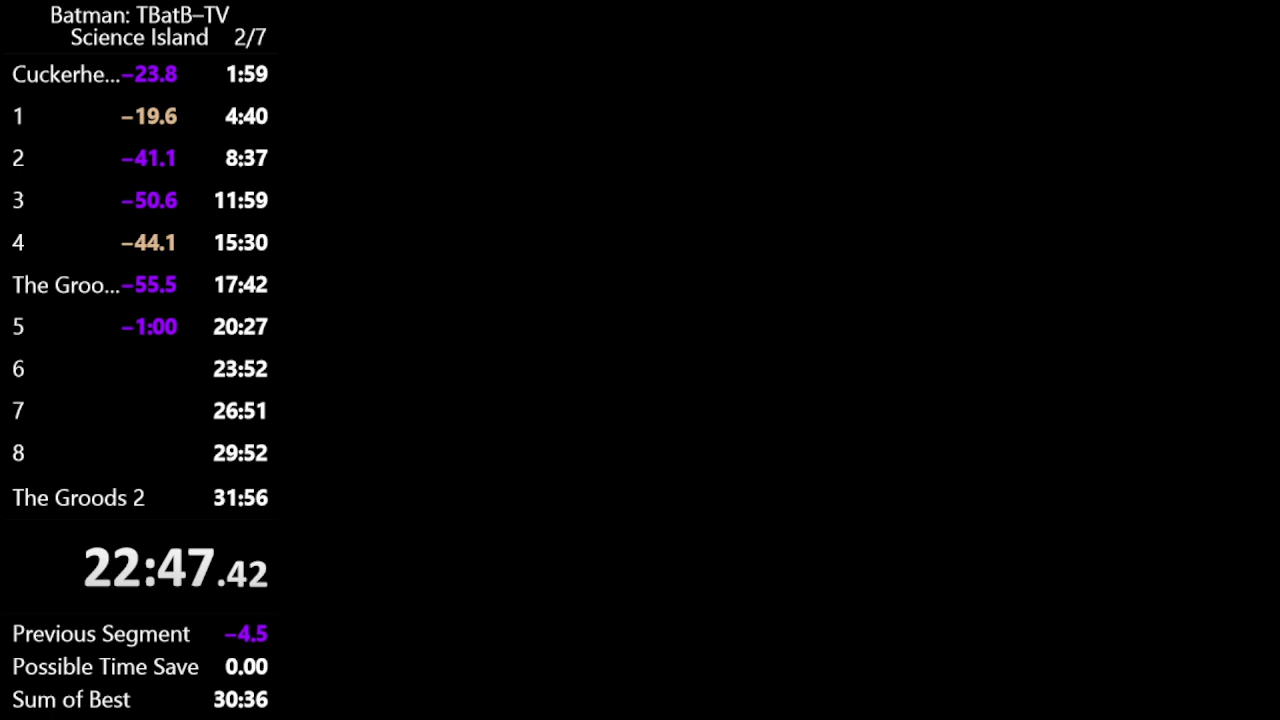 Batman: TBatB–TV
Science Island 2/7
Cuckerhe... –23.8 1:59
1 –19.6 4:40
2 –41.1 8:37
3 –50.6 11:59
4 –44.1 15:30
The Groo... –55.5 17:42
5 –1:00 20:27
6 23:52
7 26:51
8 29:52
The Groods 2 31:56
22:47.42
Previous Segment –4.5
Possible Time Save 0.00
Sum of Best 30:36